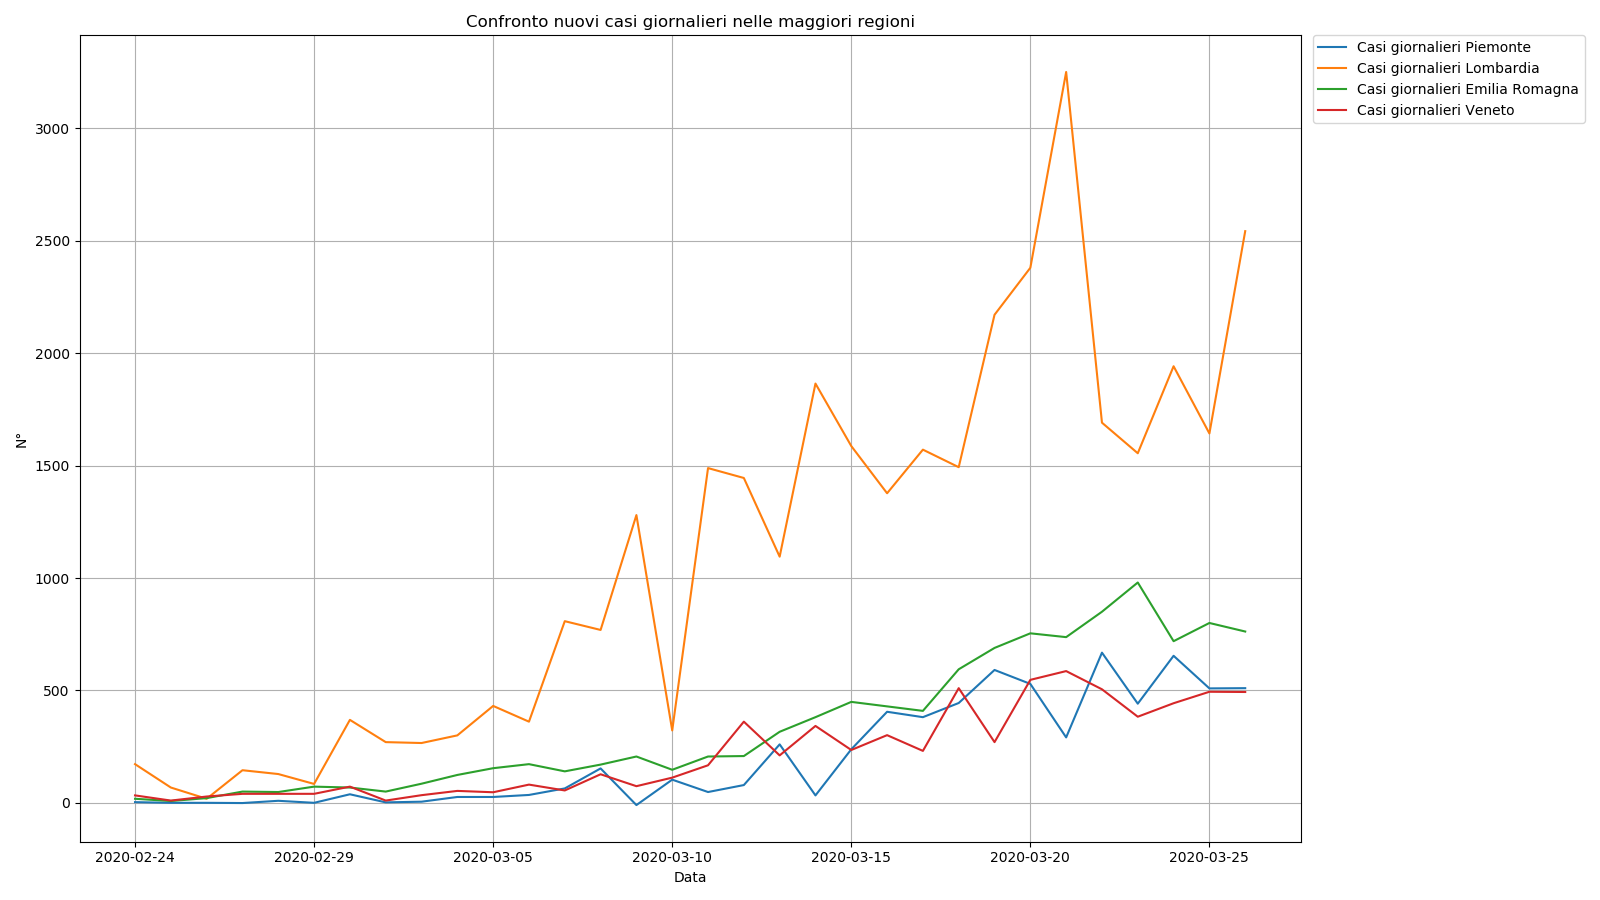 Confronto nuovi casi giornalieri nelle maggiori regioni
Casi giornalieri Piemonte
Casi giornalieri Lombardia
Casi giornalieri Emilia Romagna
Casi giornalieri Veneto
3000
2500
2000
1500
1000
500
0
N°
2020-02-24
2020-02-29
2020-03-05
2020-03-10
2020-03-15
2020-03-20
2020-03-25
Data